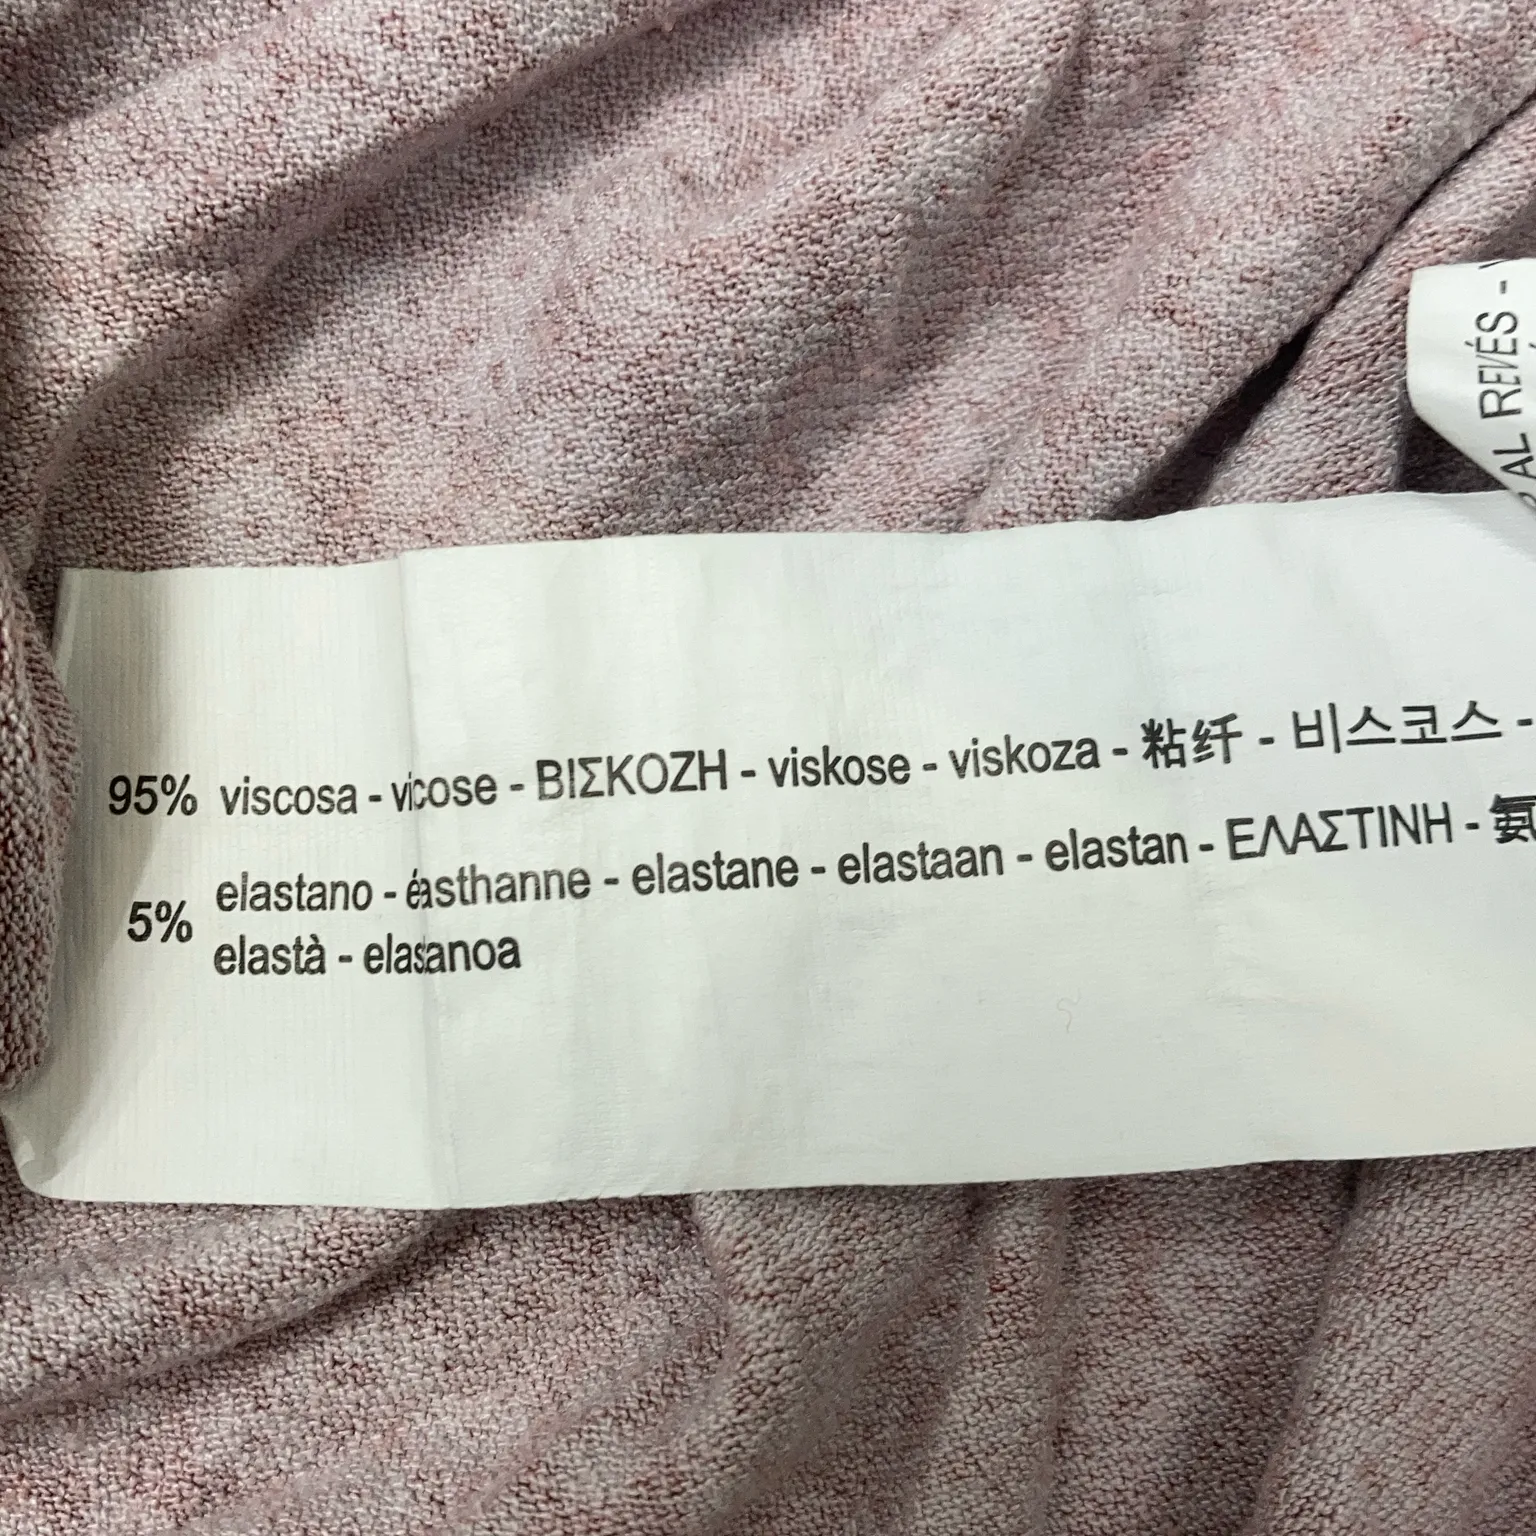 95% viscosa - vicose - ΒΙΣΚΟΖΗ - viskose - viskoza - 粘纤 - 비스코스 -
5% elastano - éasthanne - elastane - elastaan - elastan - ΕΛΑΣΤΙΝΗ - 氨
elastà - elasanoa
AL REVÉS -